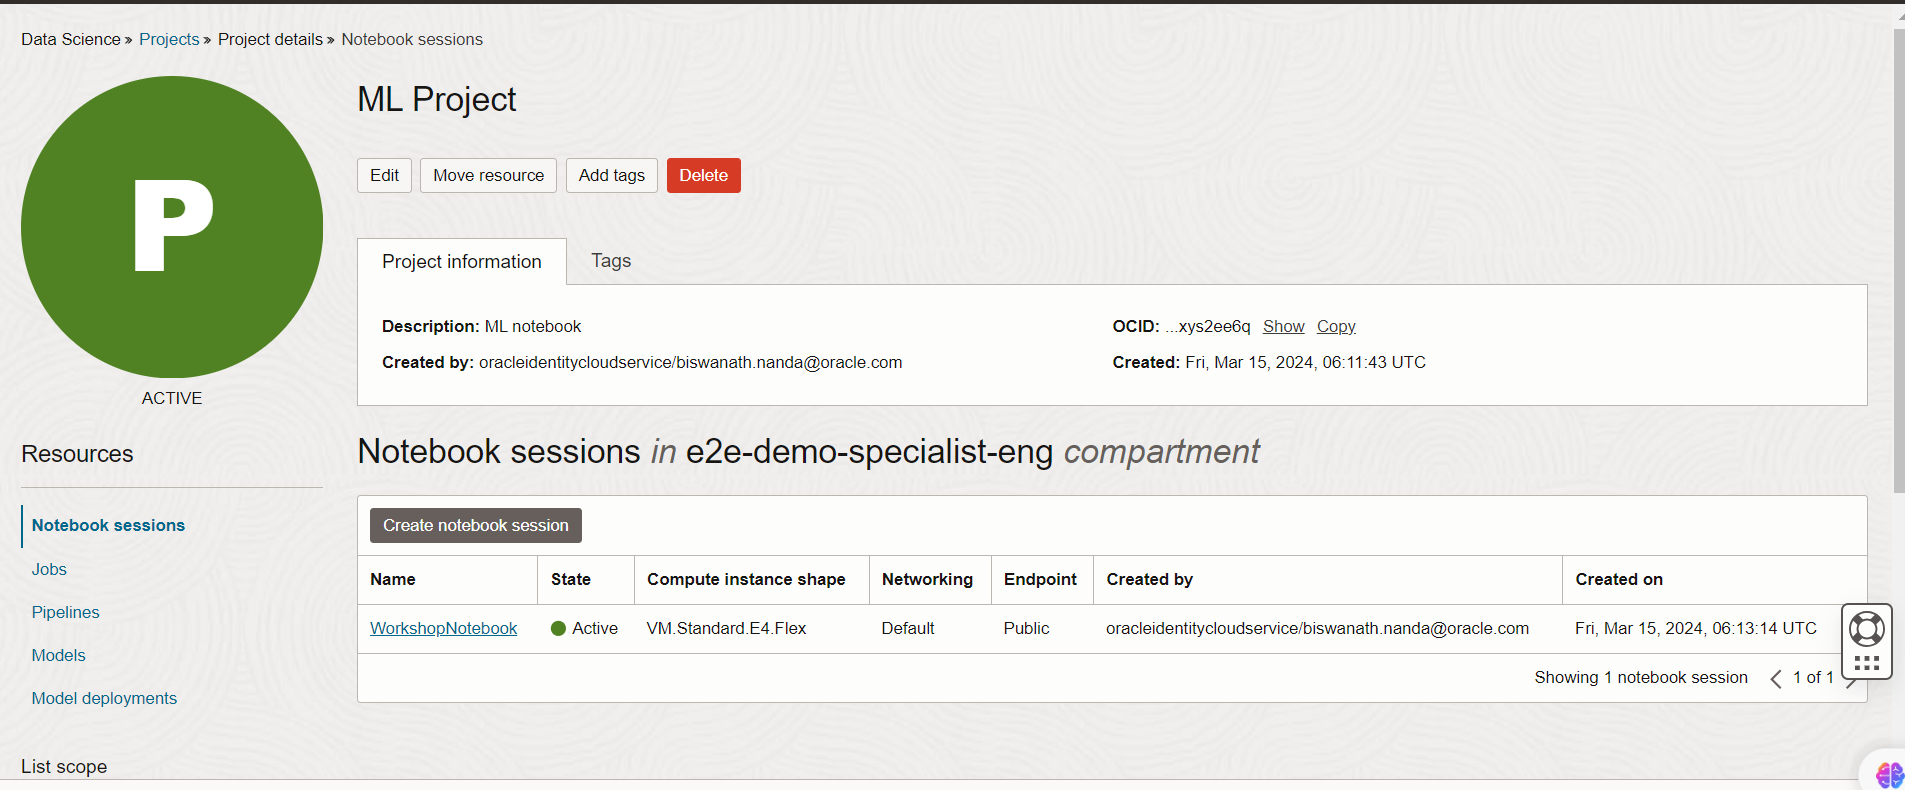 Data Science » Projects » Project details » Notebook sessions
P
ACTIVE
ML Project
Edit Move resource Add tags Delete
Project information Tags
Description: ML notebook OCID: ...xys2ee6q Show Copy
Created by: oracleidentitycloudservice/biswanath.nanda@oracle.com Created: Fri, Mar 15, 2024, 06:11:43 UTC
Resources
Notebook sessions
Jobs
Pipelines
Models
Model deployments
List scope
Notebook sessions in e2e-demo-specialist-eng compartment
Create notebook session
Name State Compute instance shape Networking Endpoint Created by Created on
WorkshopNotebook Active VM.Standard.E4.Flex Default Public oracleidentitycloudservice/biswanath.nanda@oracle.com Fri, Mar 15, 2024, 06:13:14 UTC
Showing 1 notebook session 1 of 1